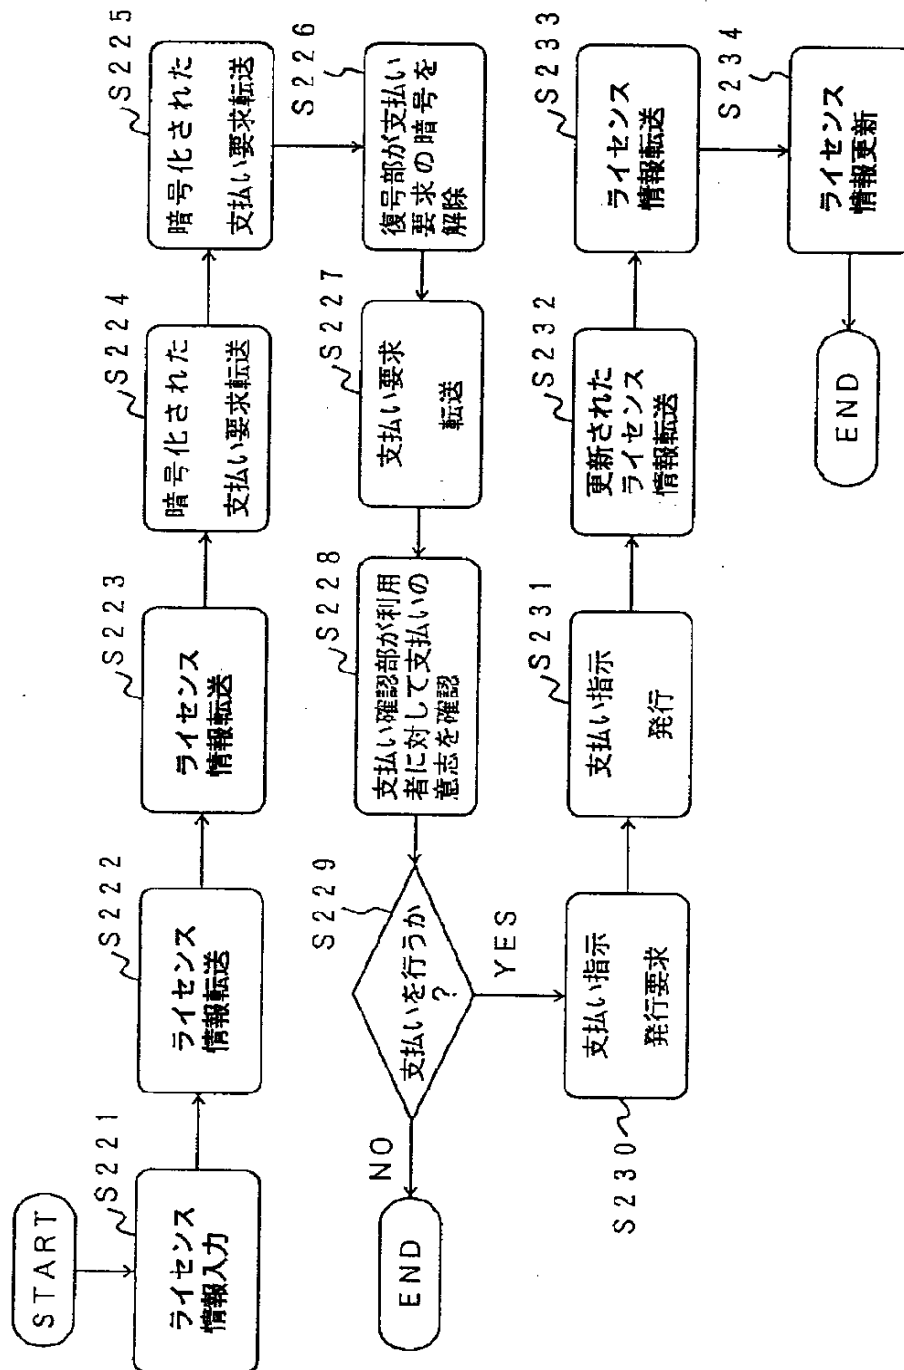 START
S221
ライセンス
情報入力
S222
ライセンス
情報転送
S223
ライセンス
情報転送
S224
暗号化された
支払い要求転送
S225
暗号化された
支払い要求転送
S226
復号部が支払い
要求の暗号を
解除
S227
支払い要求
転送
S228
支払い確認部が利用
者に対して支払いの
意志を確認
S229
支払いを行うか
?
NO
END
YES
S230
支払い指示
発行要求
S231
支払い指示
発行
S232
更新された
ライセンス
情報転送
S233
ライセンス
情報転送
S234
ライセンス
情報更新
END